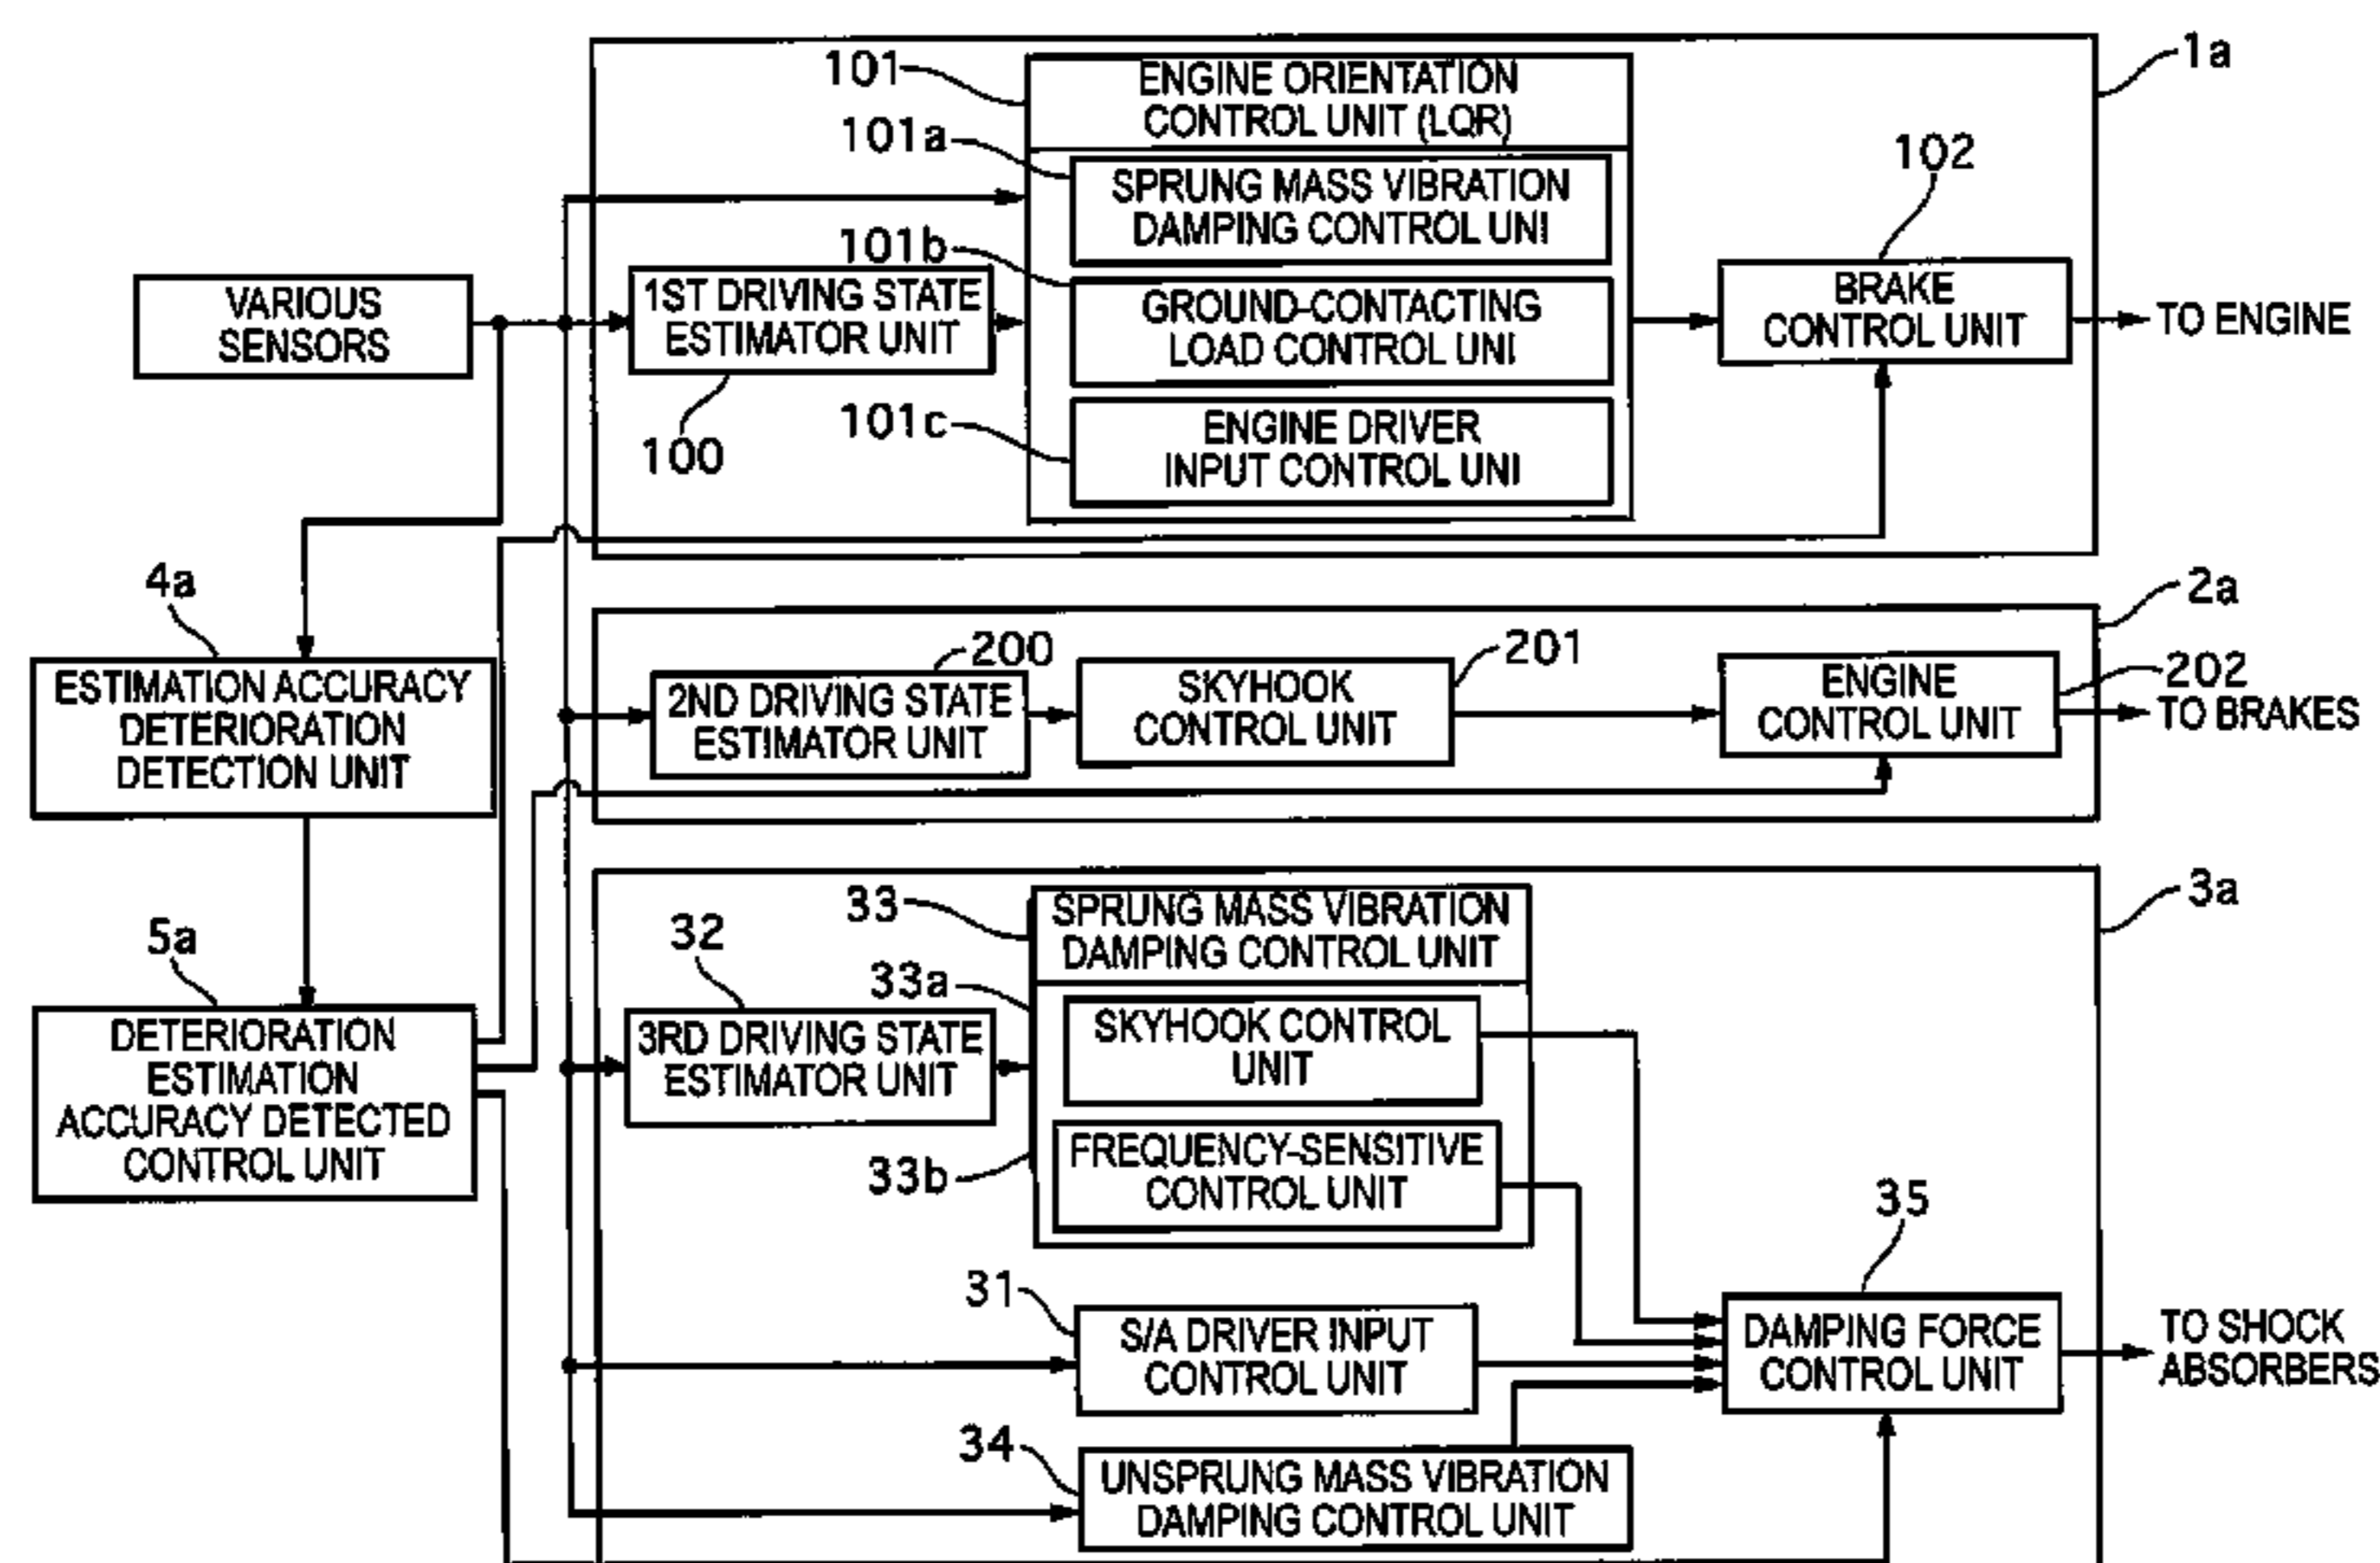 1a
101
ENGINE ORIENTATION
CONTROL UNIT (LQR)
101a
SPRUNG MASS VIBRATION
DAMPING CONTROL UNI
102
101b
GROUND-CONTACTING
LOAD CONTROL UNI
VARIOUS
SENSORS
1ST DRIVING STATE
ESTIMATOR UNIT
100
BRAKE
CONTROL UNIT
TO ENGINE
101c
ENGINE DRIVER
INPUT CONTROL UNI
4a
2a
ESTIMATION ACCURACY
DETERIORATION
DETECTION UNIT
200
2ND DRIVING STATE
ESTIMATOR UNIT
201
SKYHOOK
CONTROL UNIT
ENGINE
CONTROL UNIT
202
TO BRAKES
3a
5a
DETERIORATION
ESTIMATION
ACCURACY DETECTED
CONTROL UNIT
32
3RD DRIVING STATE
ESTIMATOR UNIT
33
SPRUNG MASS VIBRATION
DAMPING CONTROL UNIT
33a
SKYHOOK CONTROL
UNIT
33b
FREQUENCY-SENSITIVE
CONTROL UNIT
35
31
S/A DRIVER INPUT
CONTROL UNIT
DAMPING FORCE
CONTROL UNIT
TO SHOCK
ABSORBERS
34
UNSPRUNG MASS VIBRATION
DAMPING CONTROL UNIT